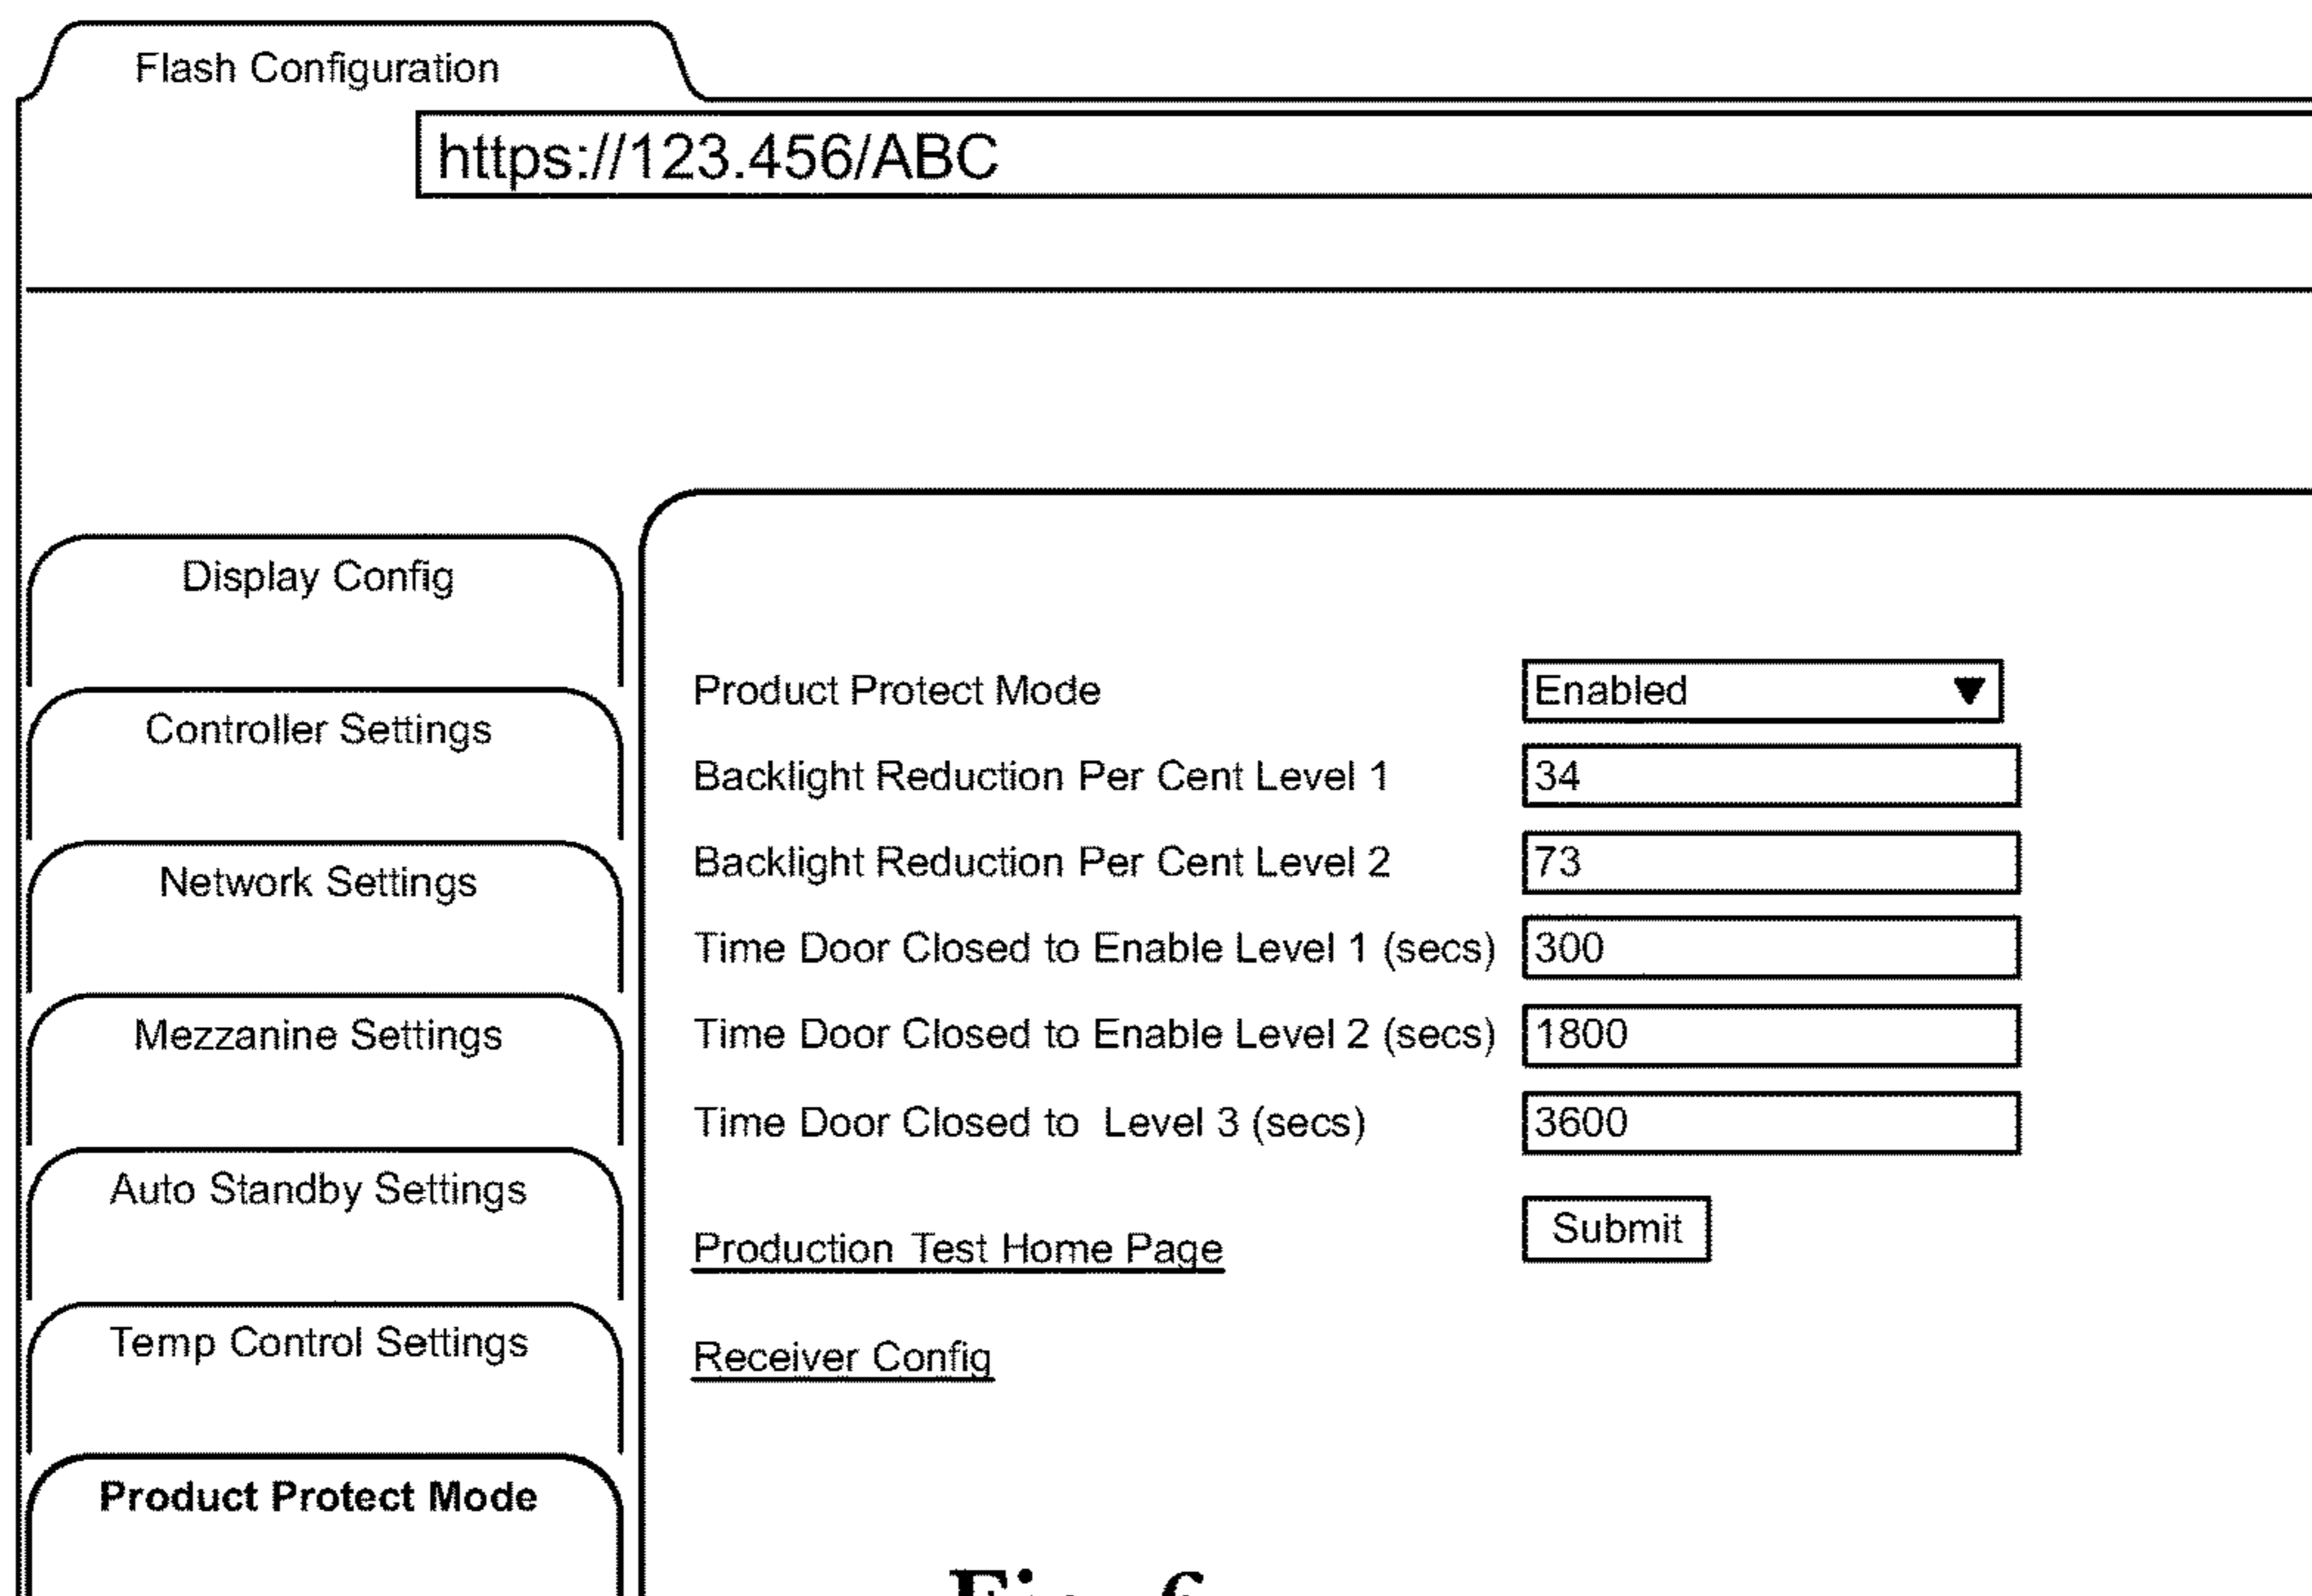 Flash Configuration
https://123.456/ABC
Display Config
Controller Settings
Network Settings
Mezzanine Settings
Auto Standby Settings
Temp Control Settings
Product Protect Mode
Product Protect Mode Enabled
Backlight Reduction Per Cent Level 1 34
Backlight Reduction Per Cent Level 2 73
Time Door Closed to Enable Level 1 (secs) 300
Time Door Closed to Enable Level 2 (secs) 1800
Time Door Closed to Level 3 (secs) 3600
Submit
Production Test Home Page
Receiver Config